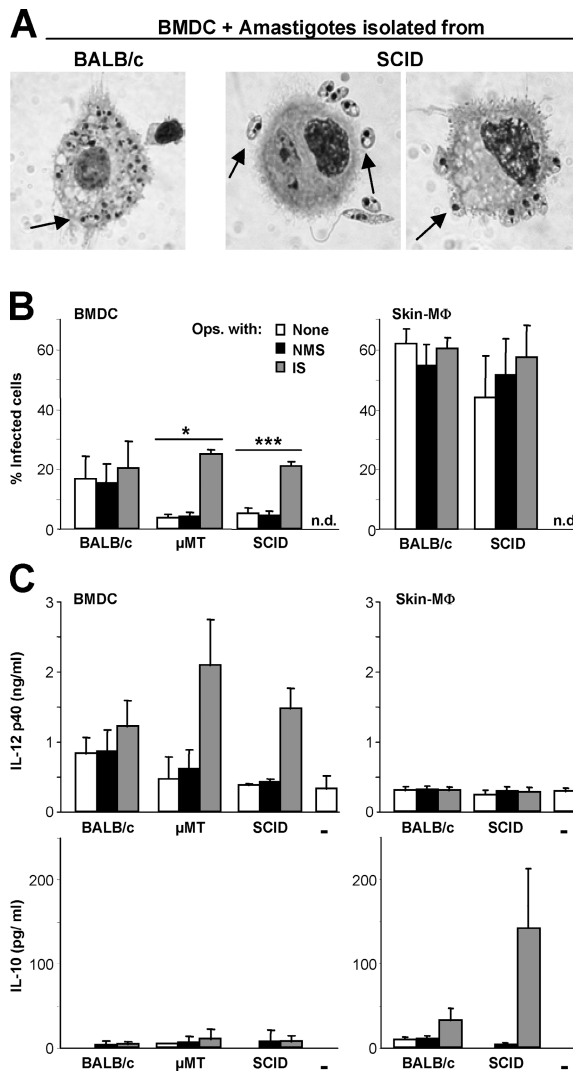 A
BMDC + Amastigotes isolated from
BALB/c SCID
B
BMDC Skin-MΦ
Ops. with: None
NMS
IS
% Infected cells
60 60
40 40
20 20
0 0
* ***
n.d. n.d.
BALB/c µMT SCID BALB/c SCID
C
BMDC Skin-MΦ
IL-12 p40 (ng/ml)
3 3
2 2
1 1
0 0
BALB/c µMT SCID - BALB/c SCID -
IL-10 (pg/ ml)
200 200
100 100
0 0
BALB/c µMT SCID - BALB/c SCID -